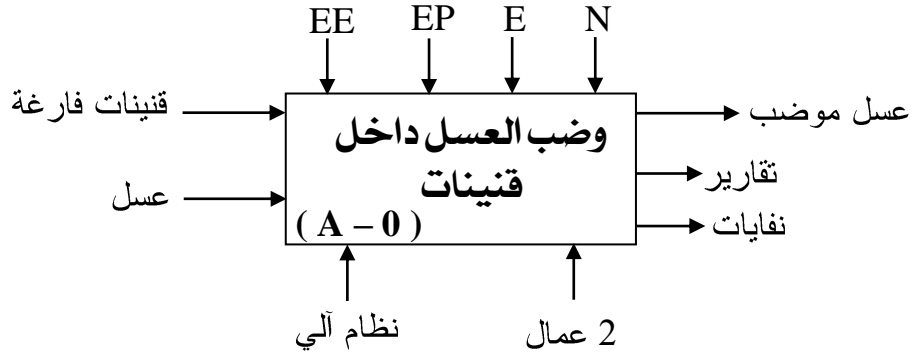 EE EP E N
قنينات فارغة
عسل
وضب العسل داخل
قنينات
( A – 0 )
عسل موضب
تقارير
نفايات
نظام آلي
2 عمال